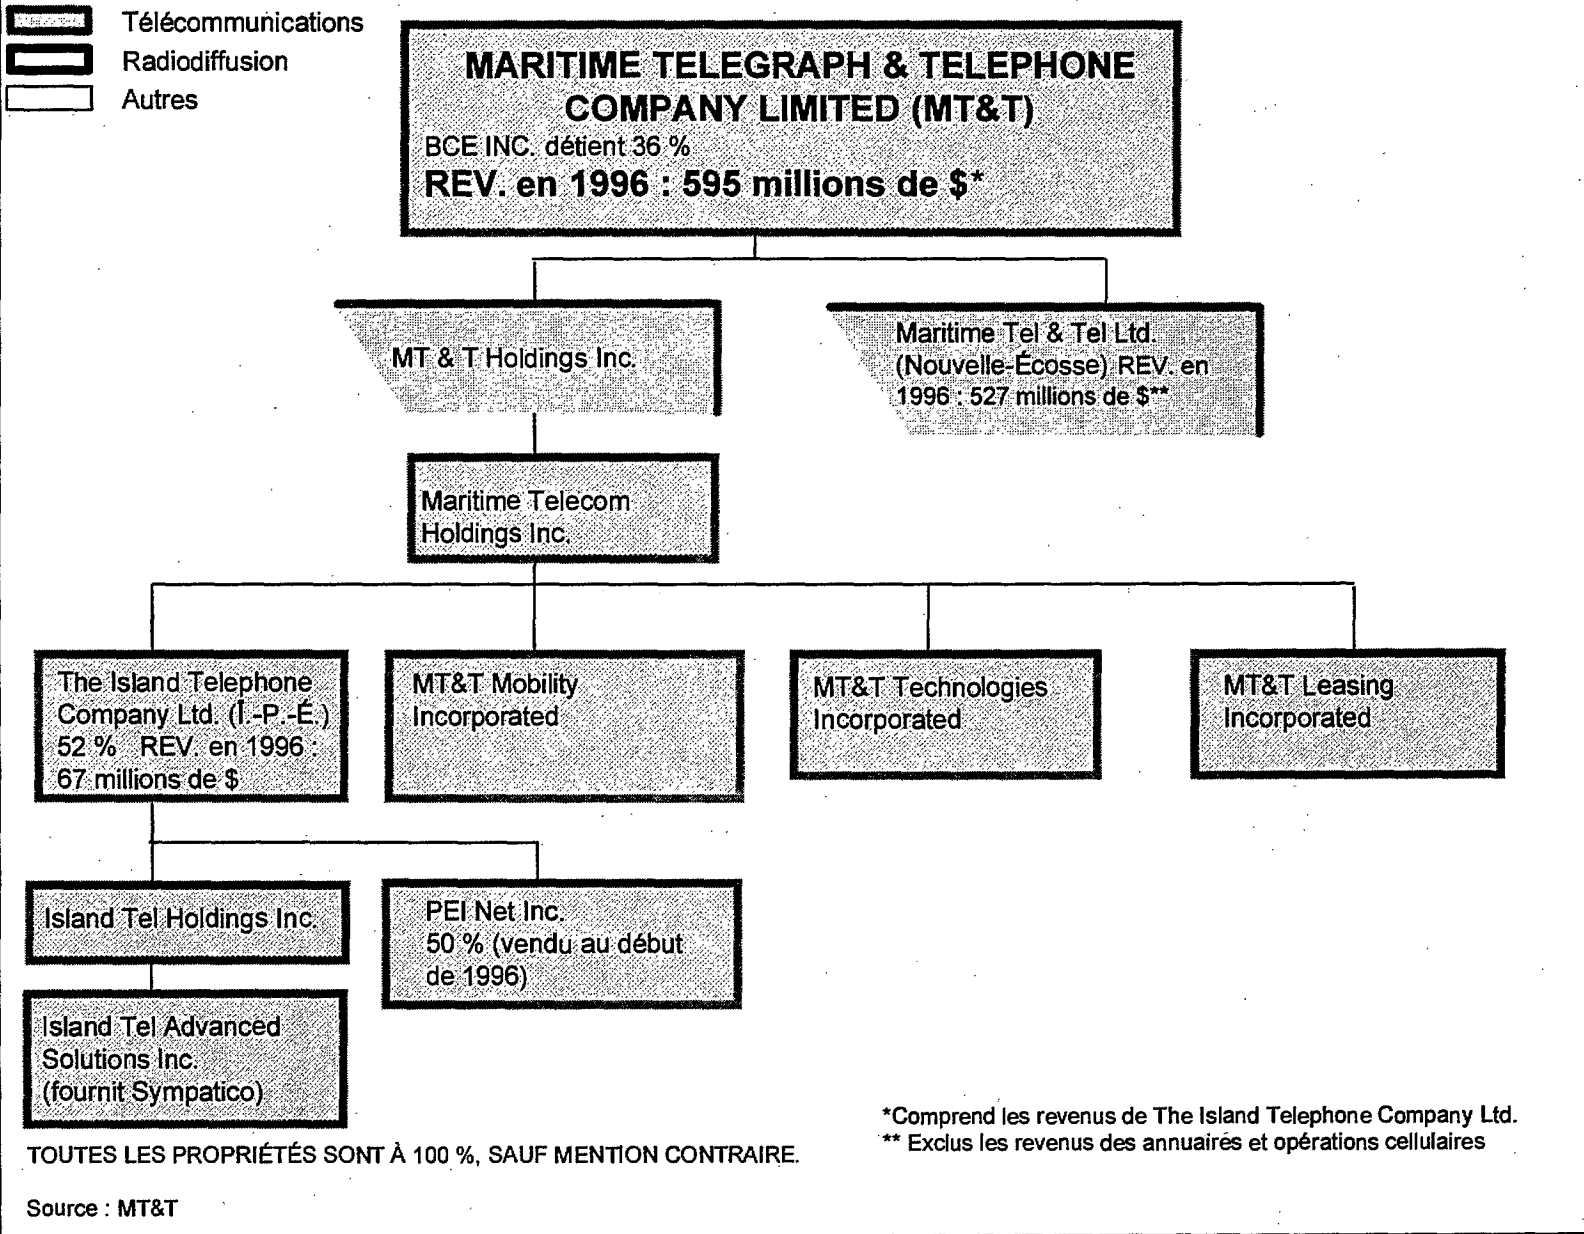 Télécommunications
Radiodiffusion
Autres
MARITIME TELEGRAPH & TELEPHONE
COMPANY LIMITED (MT&T)
BCE INC. détient 36 %
REV. en 1996 : 595 millions de $*
MT & T Holdings Inc.
Maritime Tel & Tel Ltd.
(Nouvelle-Écosse) REV. en
1996 : 527 millions de $**
Maritime Telecom
Holdings Inc.
The Island Telephone
Company Ltd. (Î.-P.-É.)
52 % REV. en 1996 :
67 millions de $
MT&T Mobility
Incorporated
MT&T Technologies
Incorporated
MT&T Leasing
Incorporated
Island Tel Holdings Inc.
PEI Net Inc.
50 % (vendu au début
de 1996)
Island Tel Advanced
Solutions Inc.
(fournit Sympatico)
*Comprend les revenus de The Island Telephone Company Ltd.
** Exclus les revenus des annuairés et opérations cellulaires
TOUTES LES PROPRIÉTÉS SONT À 100 %, SAUF MENTION CONTRAIRE.
Source : MT&T